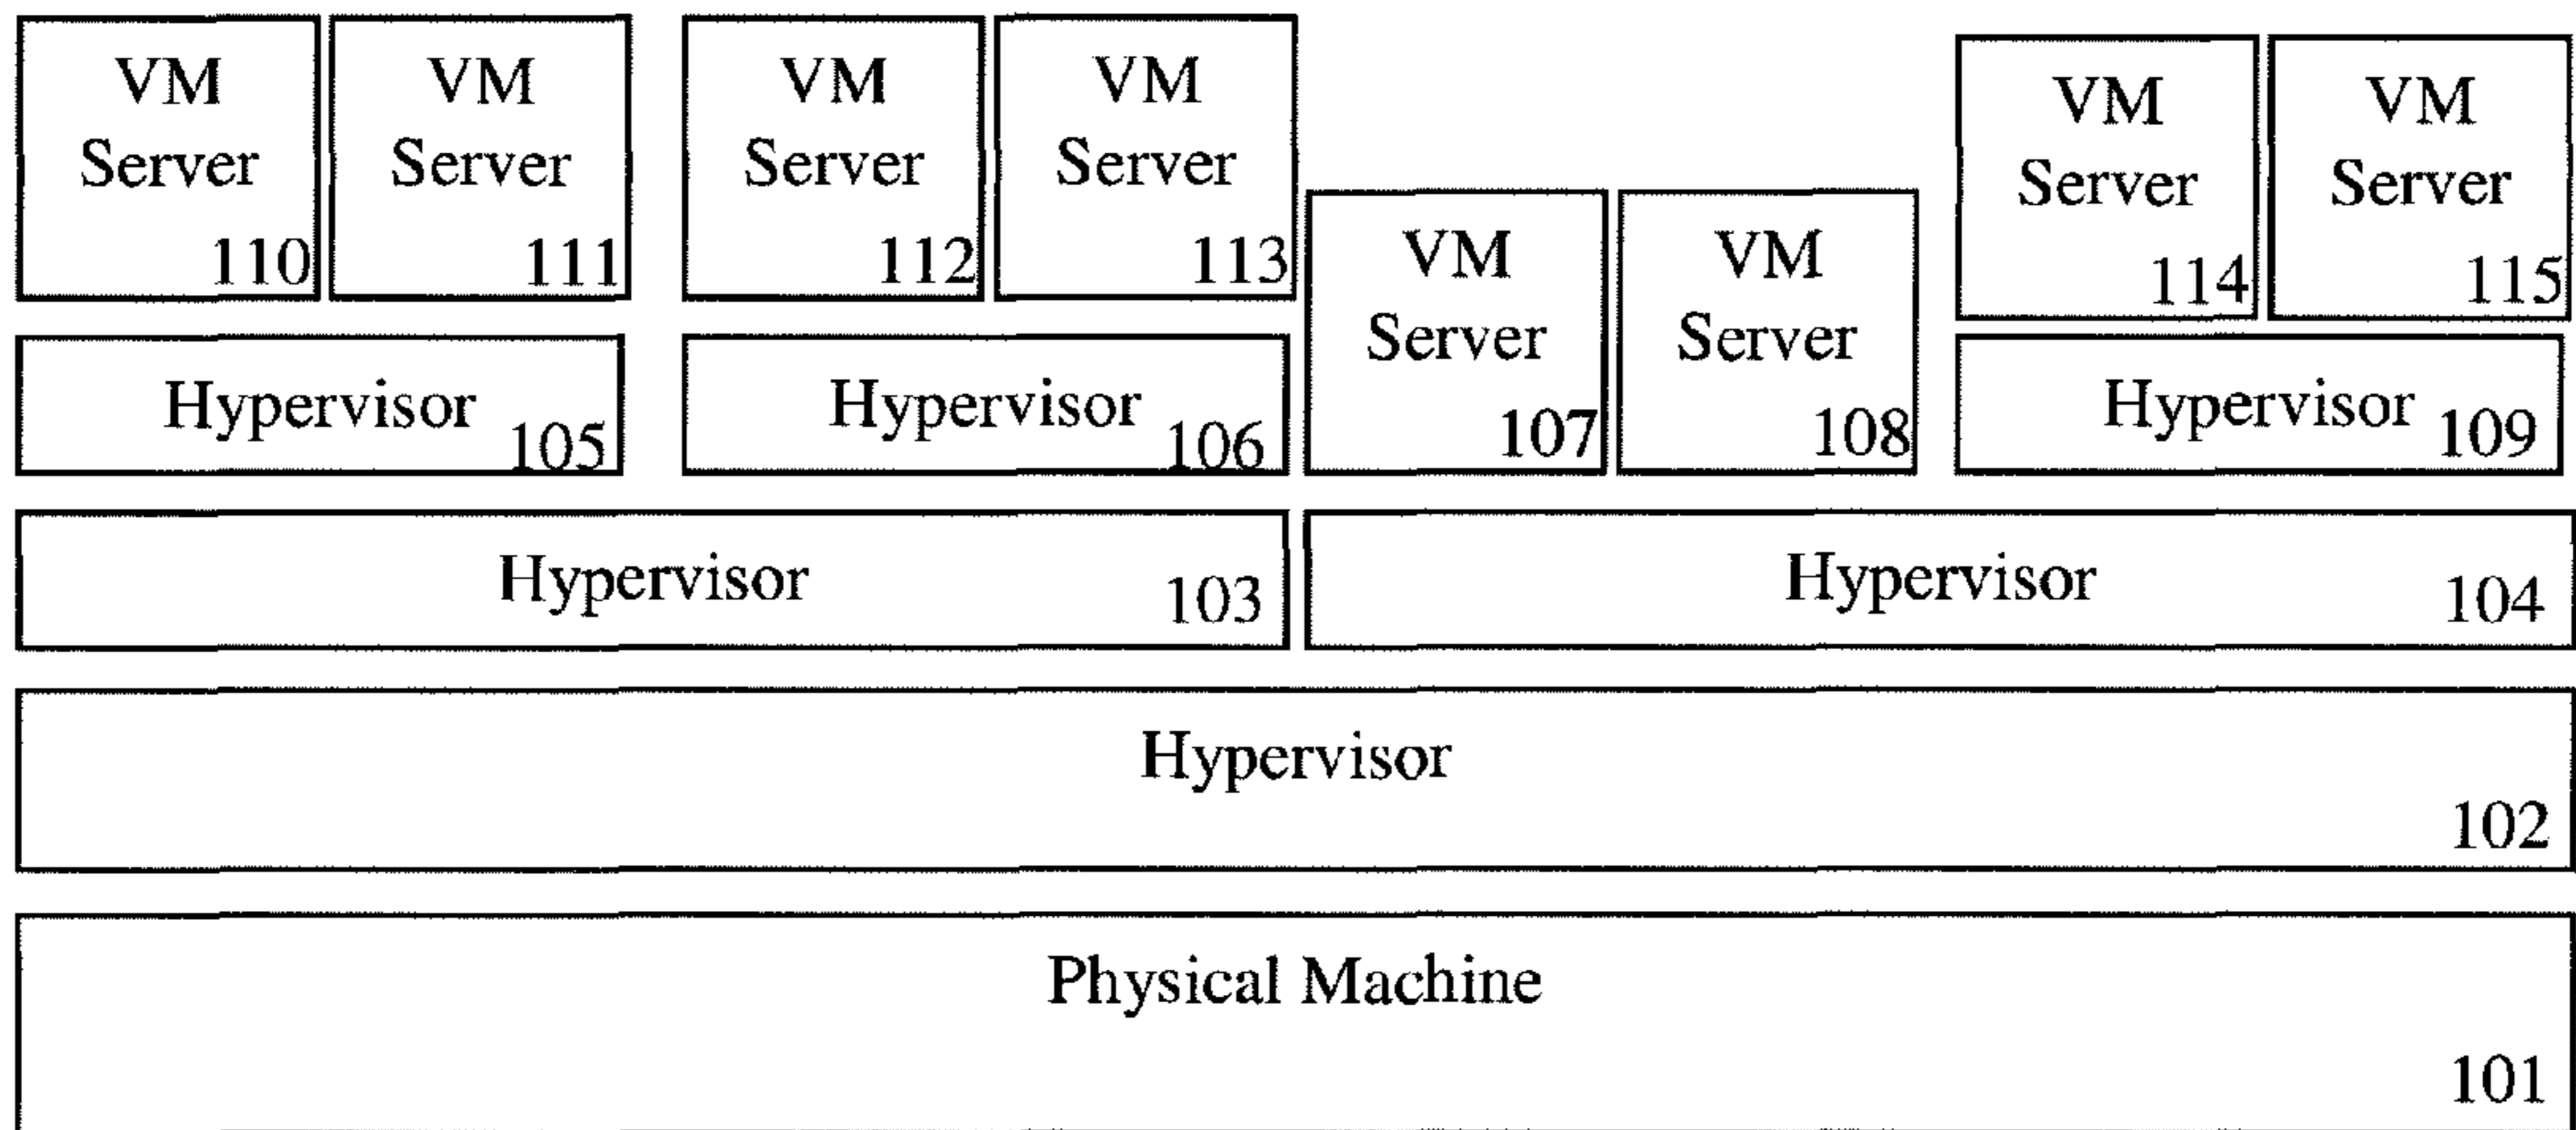 VM
Server
110
VM
Server
111
VM
Server
112
VM
Server
113
VM
Server
107
VM
Server
108
VM
Server
114
VM
Server
115
Hypervisor 105
Hypervisor 106
Hypervisor 109
Hypervisor 103
Hypervisor 104
Hypervisor
102
Physical Machine
101